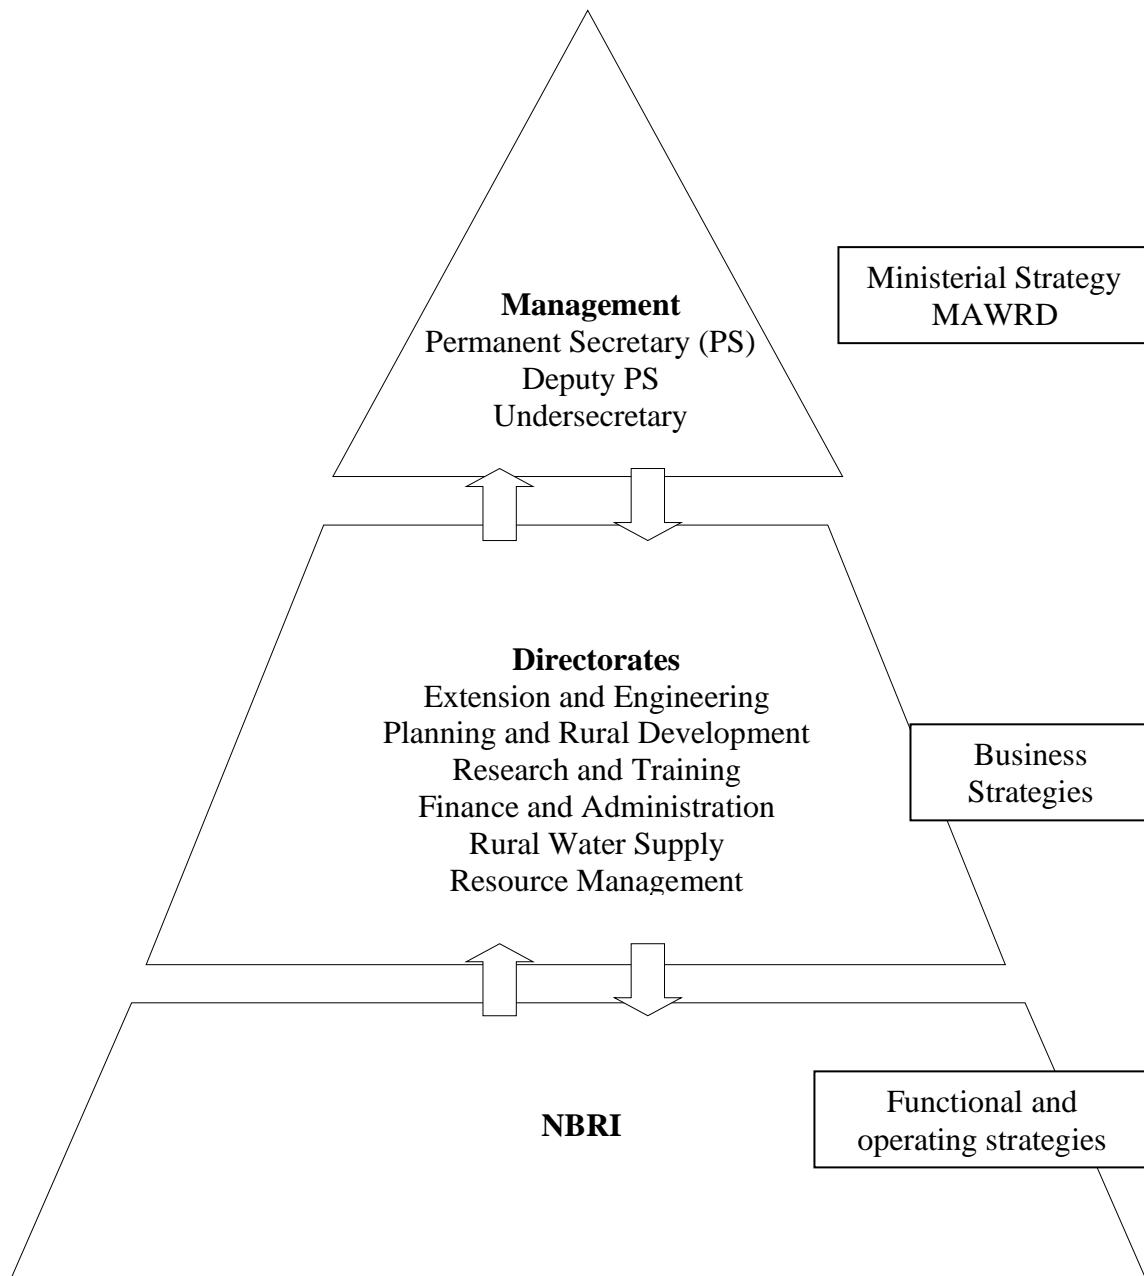 Management
Permanent Secretary (PS)
Deputy PS
Undersecretary
Ministerial Strategy
MAWRD
Directorates
Extension and Engineering
Planning and Rural Development
Research and Training
Finance and Administration
Rural Water Supply
Resource Management
Business
Strategies
NBRI
Functional and
operating strategies